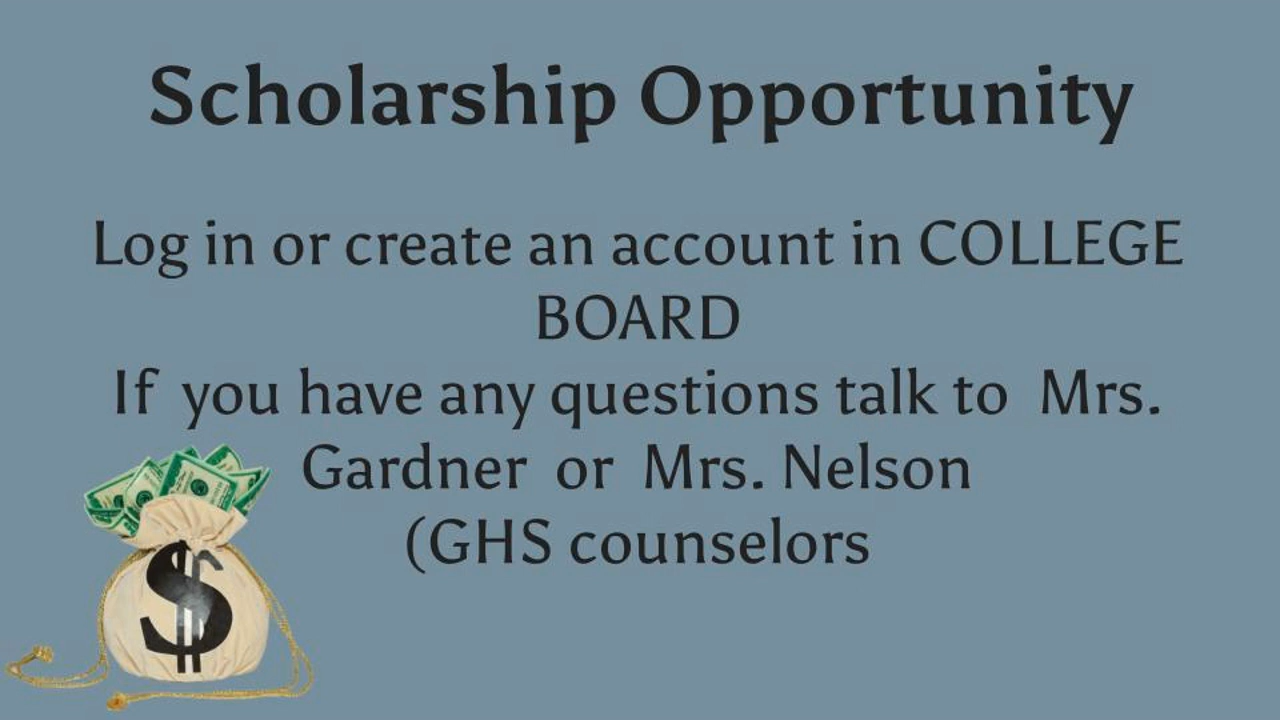 Scholarship Opportunity
Log in or create an account in COLLEGE
BOARD
If you have any questions talk to Mrs.
Gardner or Mrs. Nelson
(GHS counselors
$